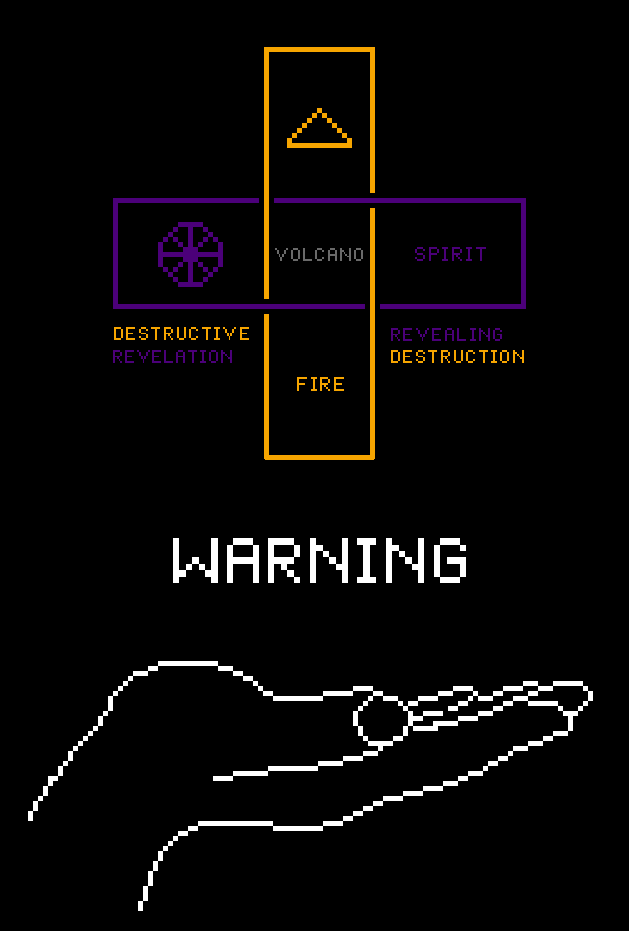 VOLCANO
SPIRIT
DESTRUCTIVE
REVELATION
REVEALING
DESTRUCTION
FIRE
WARNING